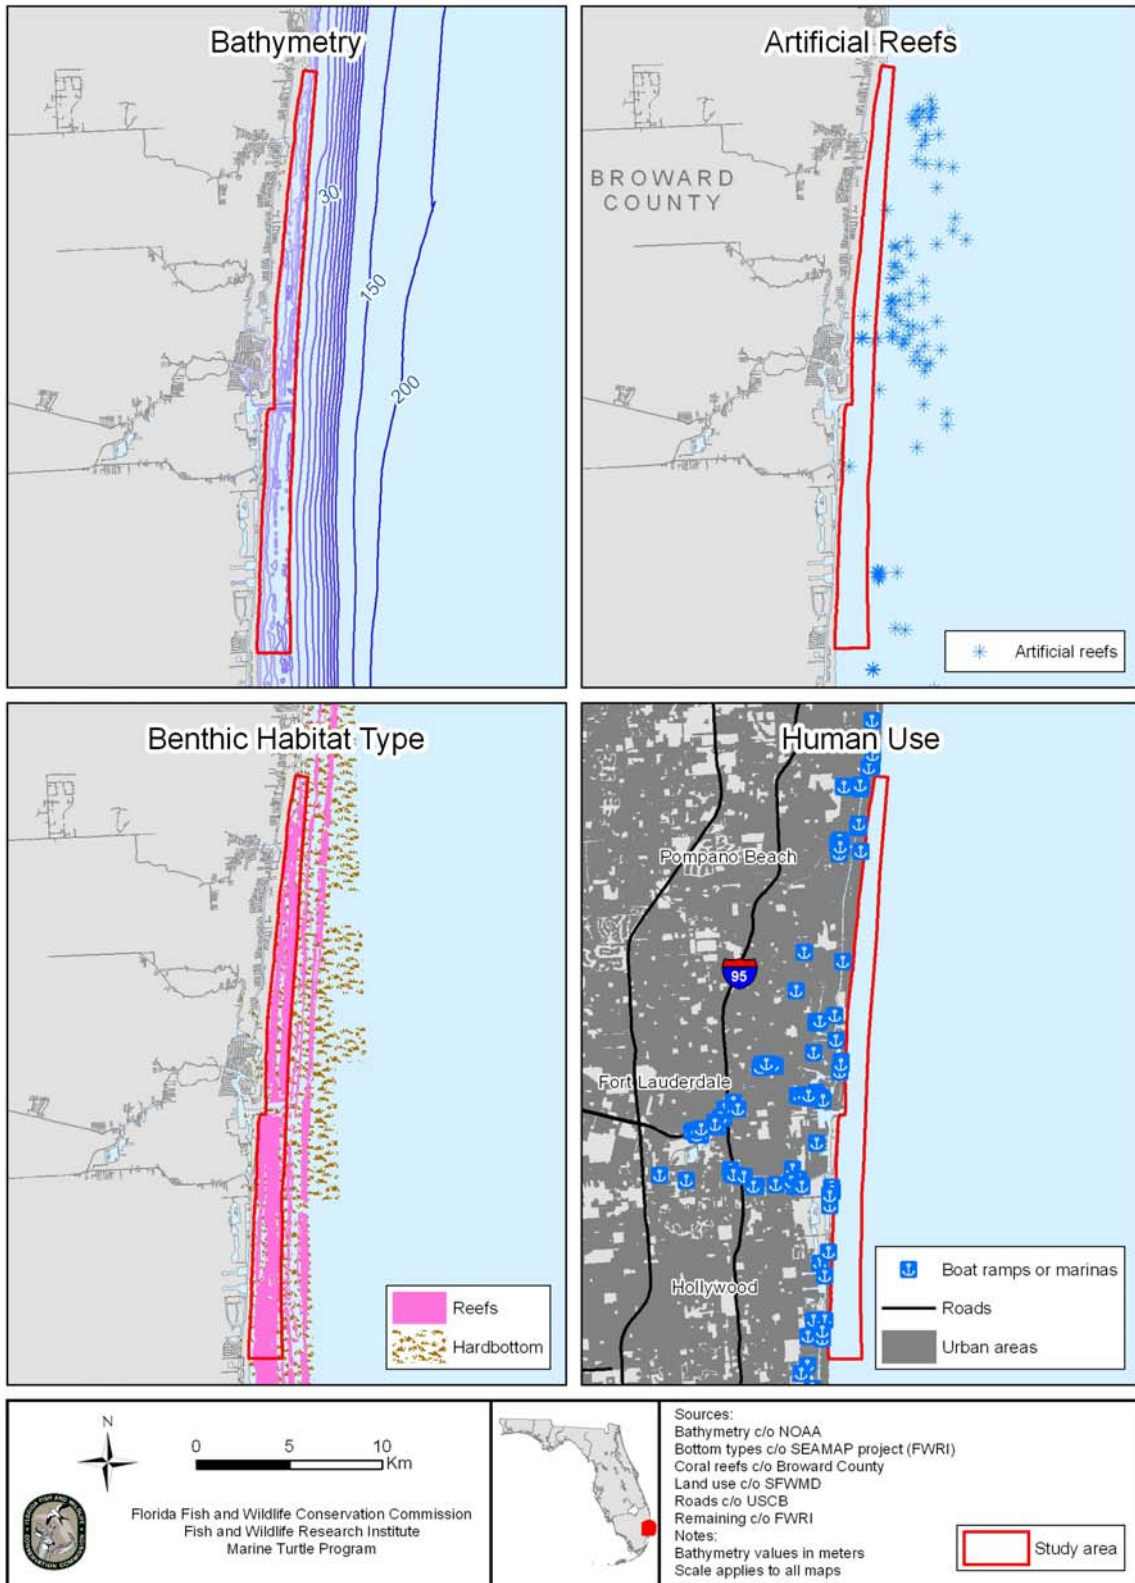 Bathymetry
30
150
200
Artificial Reefs
BROWARD
COUNTY
Artificial reefs
Benthic Habitat Type
Reefs
Hardbottom
Human Use
Pompano Beach
95
Fort Lauderdale
Hollywood
Boat ramps or marinas
Roads
Urban areas
N
0 5 10
Km
Florida Fish and Wildlife Conservation Commission
Fish and Wildlife Research Institute
Marine Turtle Program
Sources:
Bathymetry c/o NOAA
Bottom types c/o SEAMAP project (FWRI)
Coral reefs c/o Broward County
Land use c/o SFWMD
Roads c/o USCB
Remaining c/o FWRI
Notes:
Bathymetry values in meters
Scale applies to all maps
Study area